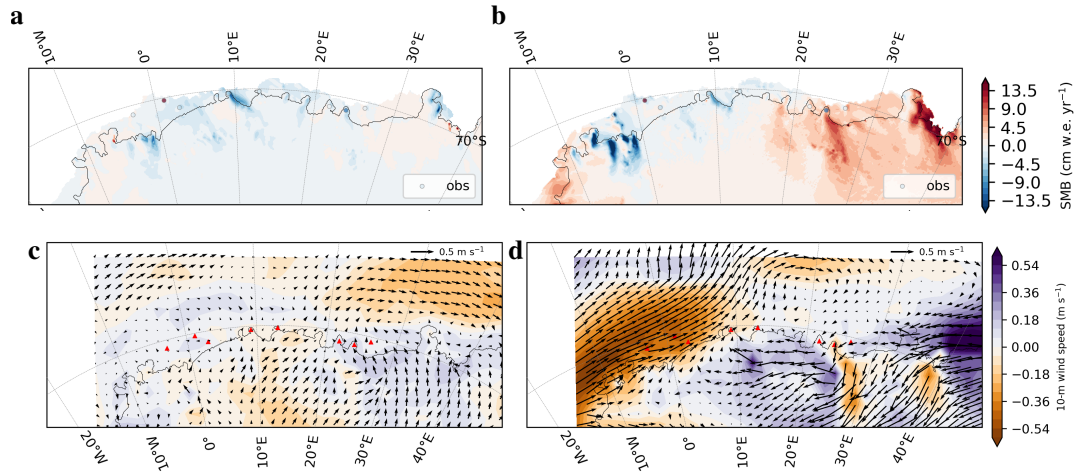 a
b
10°W
0°
10°E
20°E
30°E
10°W
0°
10°E
20°E
30°E
70°S
70°S
obs
obs
13.5
9.0
4.5
0.0
−4.5
−9.0
−13.5
SMB (cm w.e. yr⁻¹)
c
d
0.5 m s⁻¹
0.5 m s⁻¹
20°W
10°W
0°
10°E
20°E
30°E
40°E
20°W
10°W
0
10°E
20°E
30°E
40°E
0.54
0.36
0.18
0.00
−0.18
−0.36
−0.54
10-m wind speed (m s⁻¹)